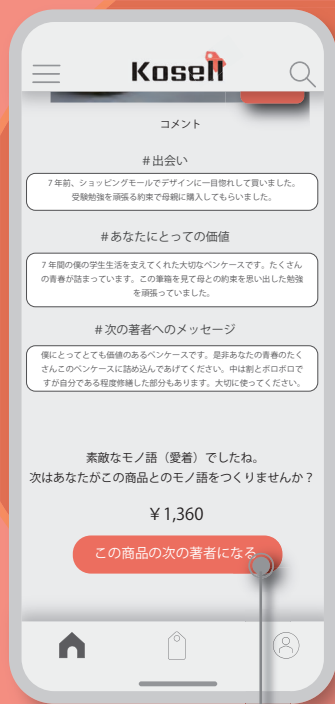 Kosell
コメント
#出会い
7年前、ショッピングモールでデザインに一目惚れして買いました。
受験勉強を頑張る約束で母親に購入してもらいました。
#あなたにとっての価値
7年間の僕の学生生活を支えてくれた大切なペンケースです。たくさん
の青春が詰まっています。この筆箱を見て母との約束を思い出した勉強
を頑張っていました。
#次の著者へのメッセージ
僕にとってとても価値のあるペンケースです。是非あなたの青春のたく
さんこのペンケースに詰め込んであげてください。中は割とボロボロで
すが自分である程度修繕した部分もあります。大切に使ってください。
素敵なモノ語（愛着）でしたね。
次はあなたがこの商品とのモノ語をつくりませんか？
￥1,360
この商品の次の著者になる